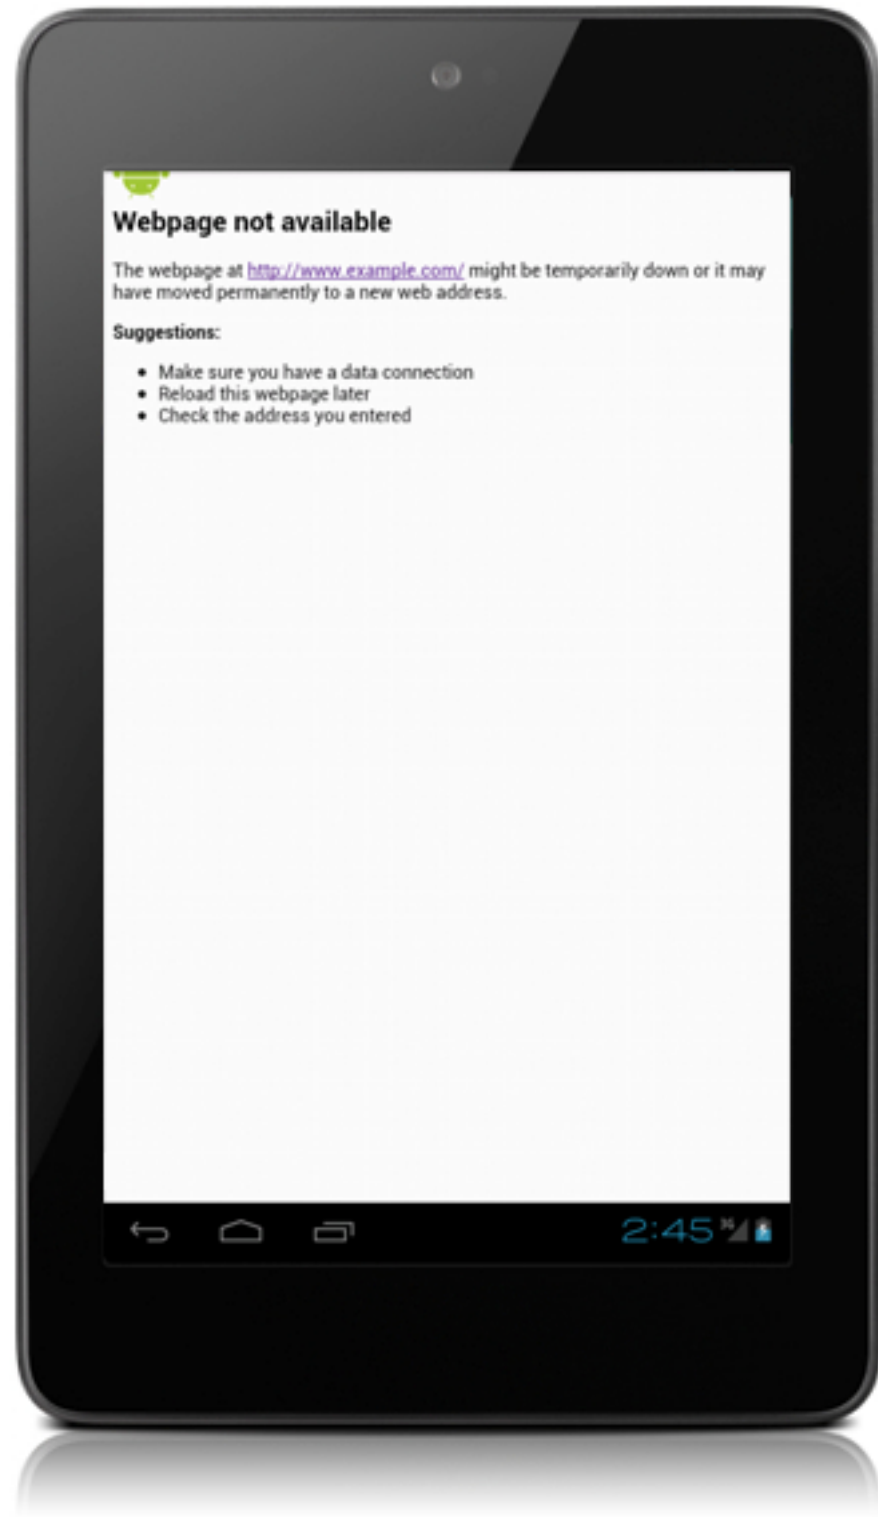 Webpage not available
The webpage at http://www.example.com/ might be temporarily down or it may
have moved permanently to a new web address.
Suggestions:
• Make sure you have a data connection
• Reload this webpage later
• Check the address you entered
2:45 3G